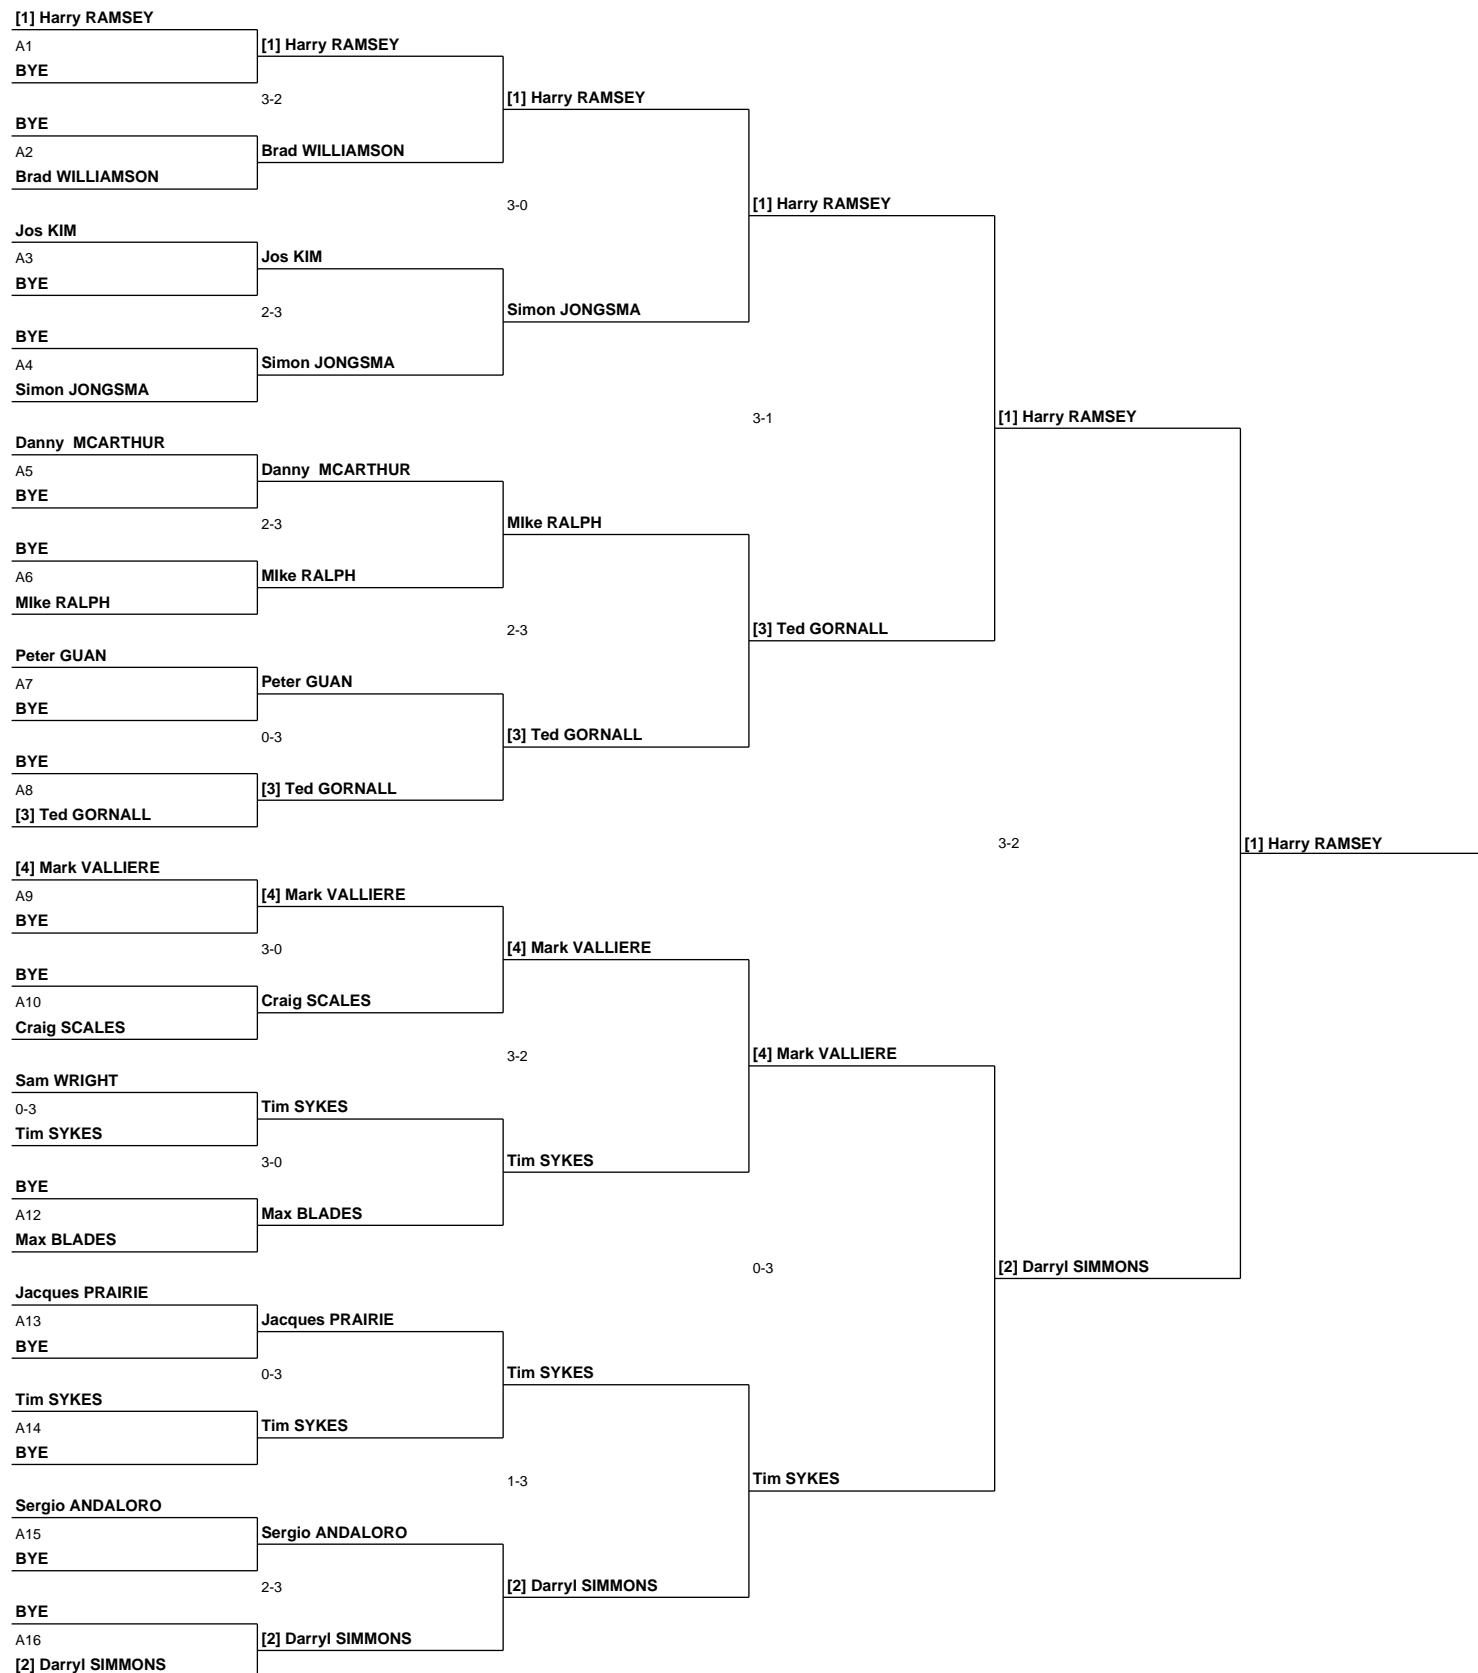 [1] Harry RAMSEY
A1
BYE
[1] Harry RAMSEY
3-2
BYE
A2
Brad WILLIAMSON
Brad WILLIAMSON
[1] Harry RAMSEY
3-0
Jos KIM
A3
BYE
Jos KIM
2-3
BYE
A4
Simon JONGSMA
Simon JONGSMA
Simon JONGSMA
[1] Harry RAMSEY
3-1
Danny  MCARTHUR
A5
BYE
Danny  MCARTHUR
2-3
BYE
A6
MIke RALPH
MIke RALPH
MIke RALPH
2-3
Peter GUAN
A7
BYE
Peter GUAN
0-3
BYE
A8
[3] Ted GORNALL
[3] Ted GORNALL
[3] Ted GORNALL
[3] Ted GORNALL
[1] Harry RAMSEY
3-2
[1] Harry RAMSEY
[4] Mark VALLIERE
A9
BYE
[4] Mark VALLIERE
3-0
BYE
A10
Craig SCALES
Craig SCALES
[4] Mark VALLIERE
3-2
Sam WRIGHT
0-3
Tim SYKES
Tim SYKES
3-0
BYE
A12
Max BLADES
Max BLADES
Tim SYKES
[4] Mark VALLIERE
0-3
Jacques PRAIRIE
A13
BYE
Jacques PRAIRIE
0-3
Tim SYKES
A14
BYE
Tim SYKES
Tim SYKES
1-3
Sergio ANDALORO
A15
BYE
Sergio ANDALORO
2-3
BYE
A16
[2] Darryl SIMMONS
[2] Darryl SIMMONS
[2] Darryl SIMMONS
Tim SYKES
[2] Darryl SIMMONS